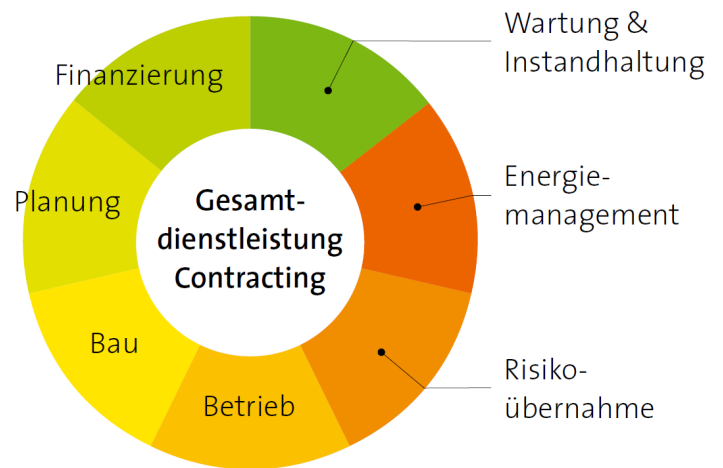 Wartung &
Instandhaltung
Finanzierung
Energie-
management
Planung
Gesamt-
dienstleistung
Contracting
Bau
Risiko-
übernahme
Betrieb